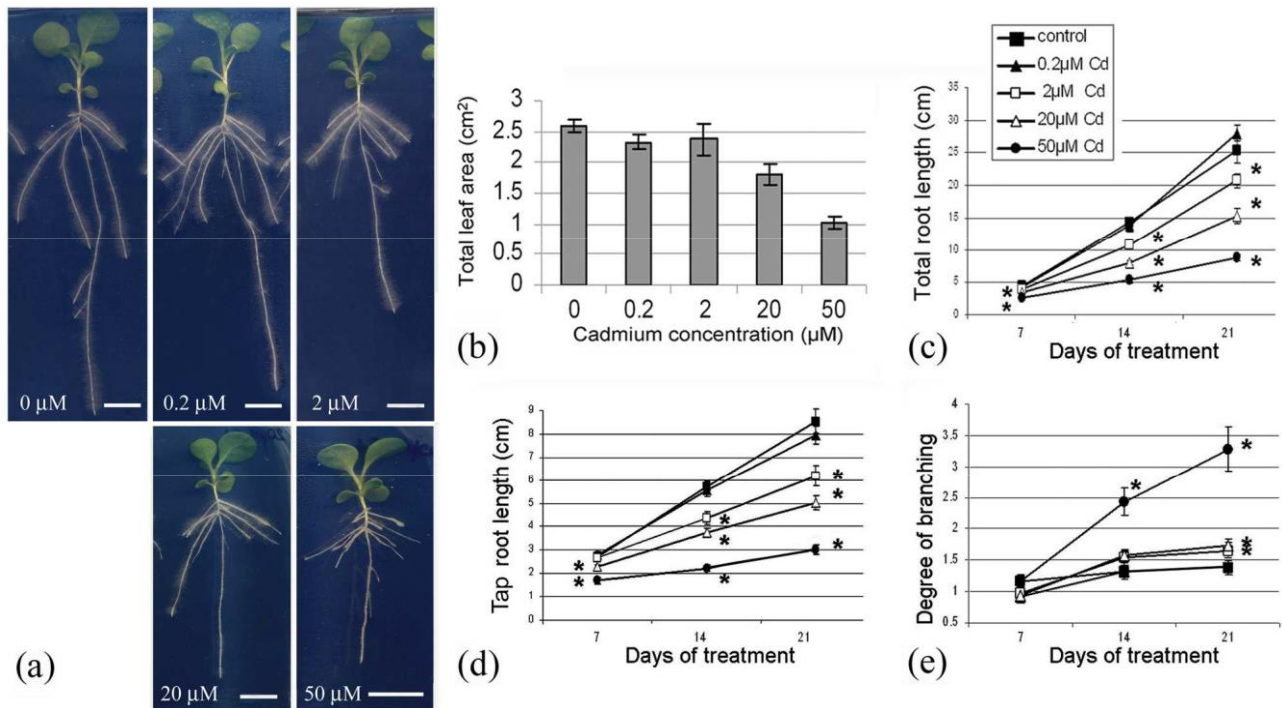 0 µM
0.2 µM
2 µM
20 µM
50 µM
(a)
Total leaf area (cm²)
3
2.5
2
1.5
1
0.5
0
0 0.2 2 20 50
Cadmium concentration (µM)
(b)
control
0.2µM Cd
2µM Cd
20µM Cd
50µM Cd
Total root length (cm)
35
30
25
20
15
10
5
0
* * * * * * * *
7 14 21
Days of treatment
(c)
Tap root length (cm)
9
8
7
6
5
4
3
2
1
0
* * * * * * * *
7 14 21
Days of treatment
(d)
Degree of branching
4
3.5
3
2.5
2
1.5
1
0.5
* * * *
7 14 21
Days of treatment
(e)